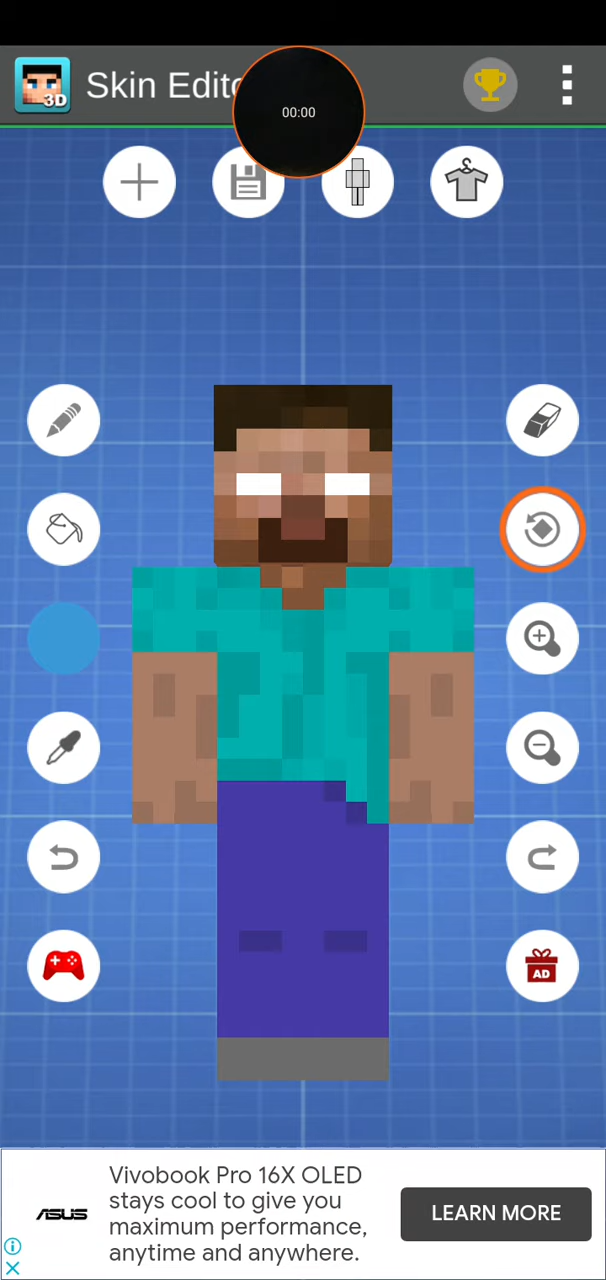 Skin Edito
00:00
3D
AD
Vivobook Pro 16X OLED
stays cool to give you
maximum performance,
anytime and anywhere.
ASUS
LEARN MORE